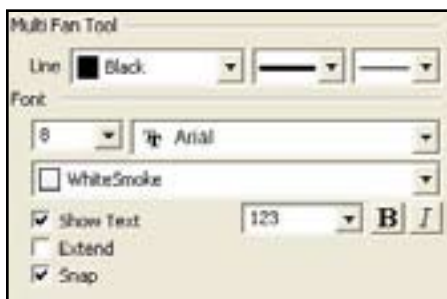 Multi Fan Tool
Line Black
Font
8 Arial
WhiteSmoke
Show Text 123 B I
Extend
Snap